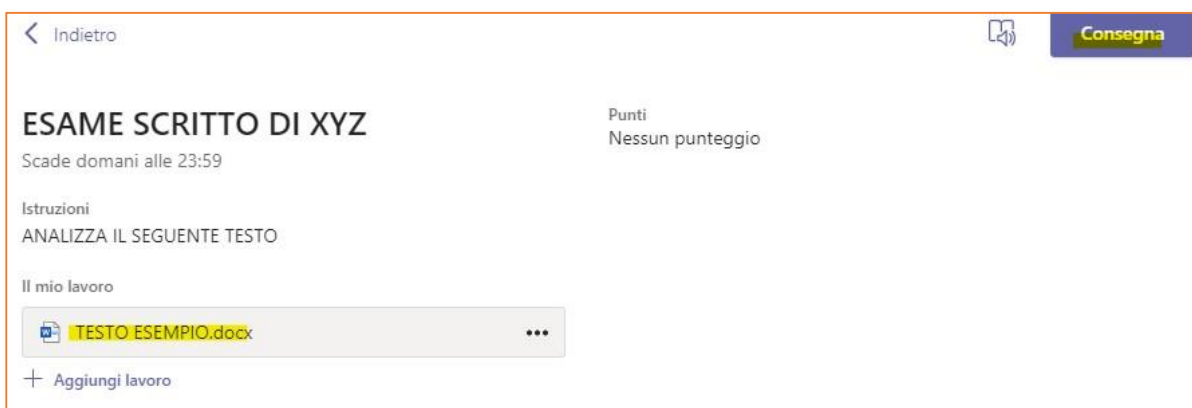 Indietro
Consegna
ESAME SCRITTO DI XYZ
Scade domani alle 23:59
Punti
Nessun punteggio
Istruzioni
ANALIZZA IL SEGUENTE TESTO
Il mio lavoro
TESTO ESEMPIO.docx
Aggiungi lavoro